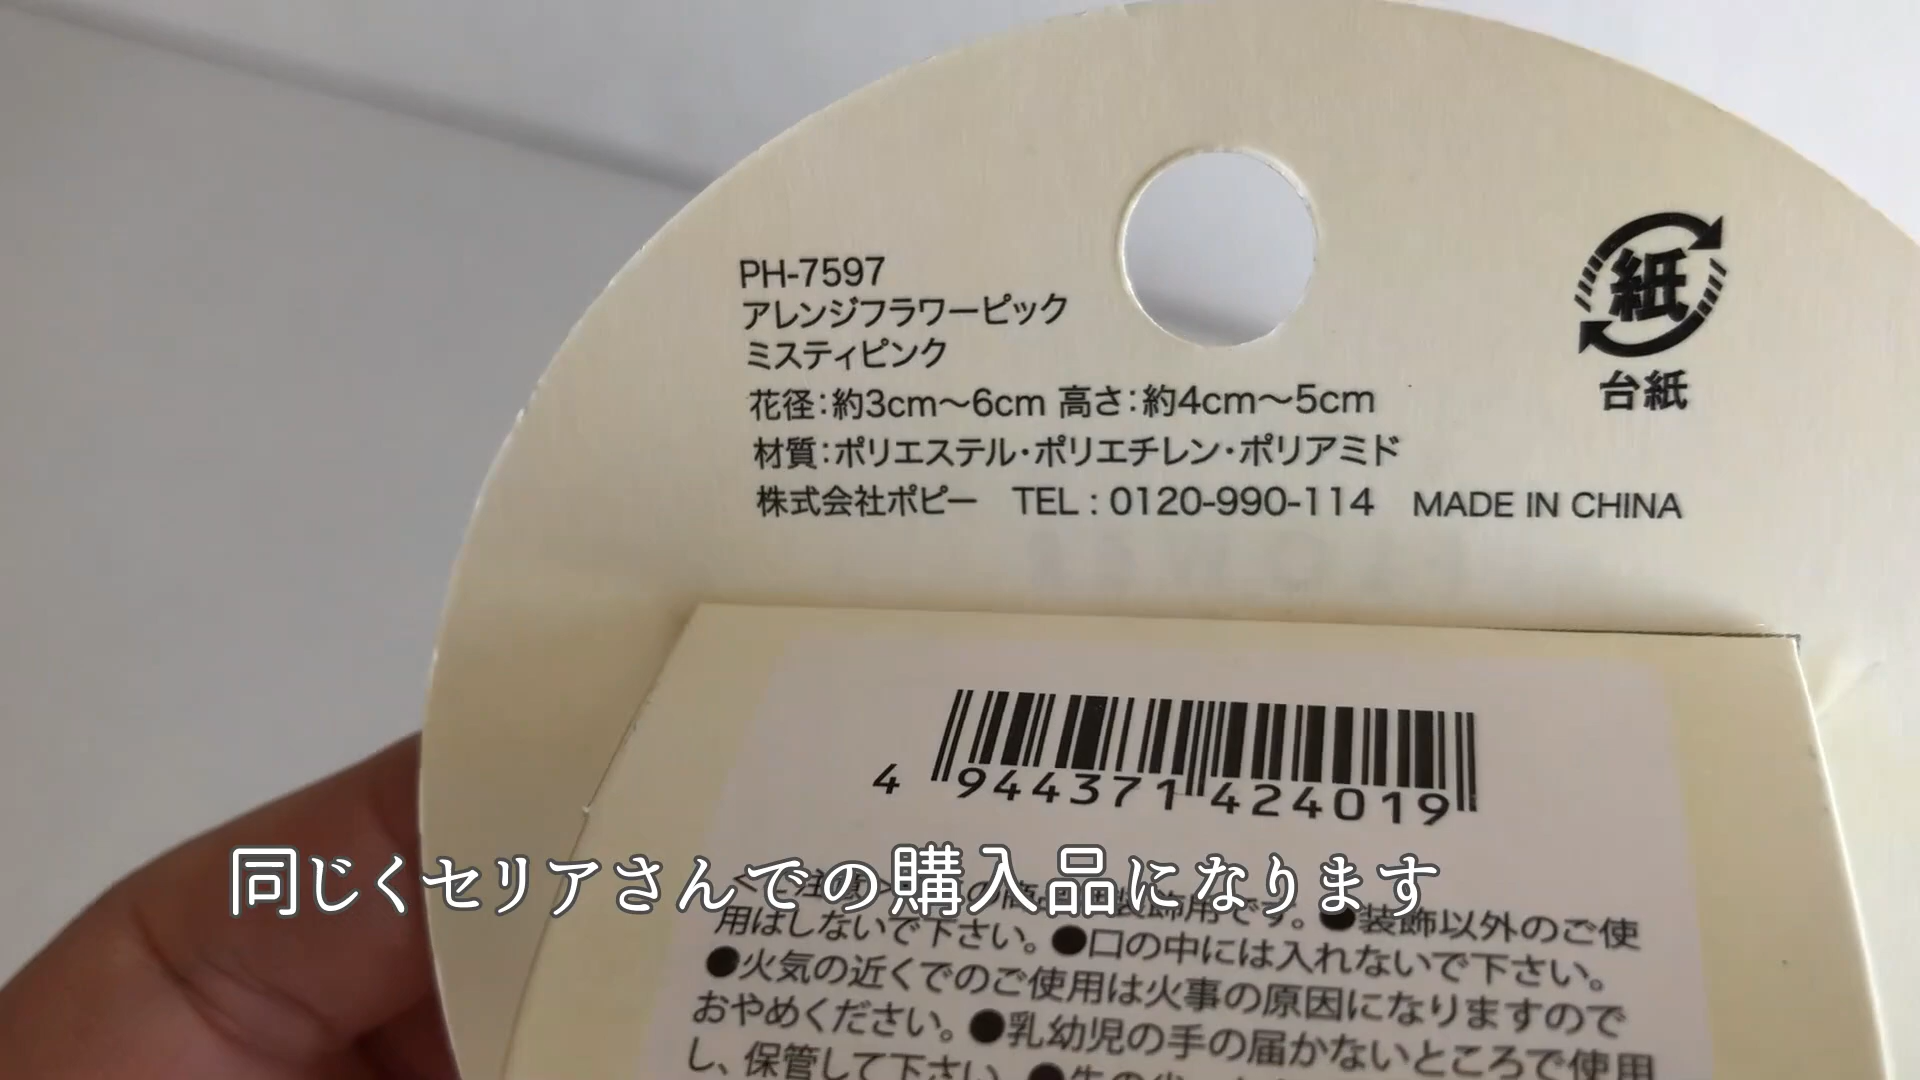 PH-7597
アレンジフラワーピック
ミスティピンク
花径:約3cm～6cm 高さ:約4cm～5cm
材質:ポリエステル・ポリエチレン・ポリアミド
株式会社ポピー TEL : 0120-990-114 MADE IN CHINA
紙
台紙
4 944371 424019
同じくセリアさんでの購入品になります
装飾用です。●装飾以外のご使
用はしないで下さい。●口の中には入れないで下さい。
●火気の近くでのご使用は火事の原因になりますので
おやめください。●乳幼児の手の届かないところで使用
し、保管して下さい